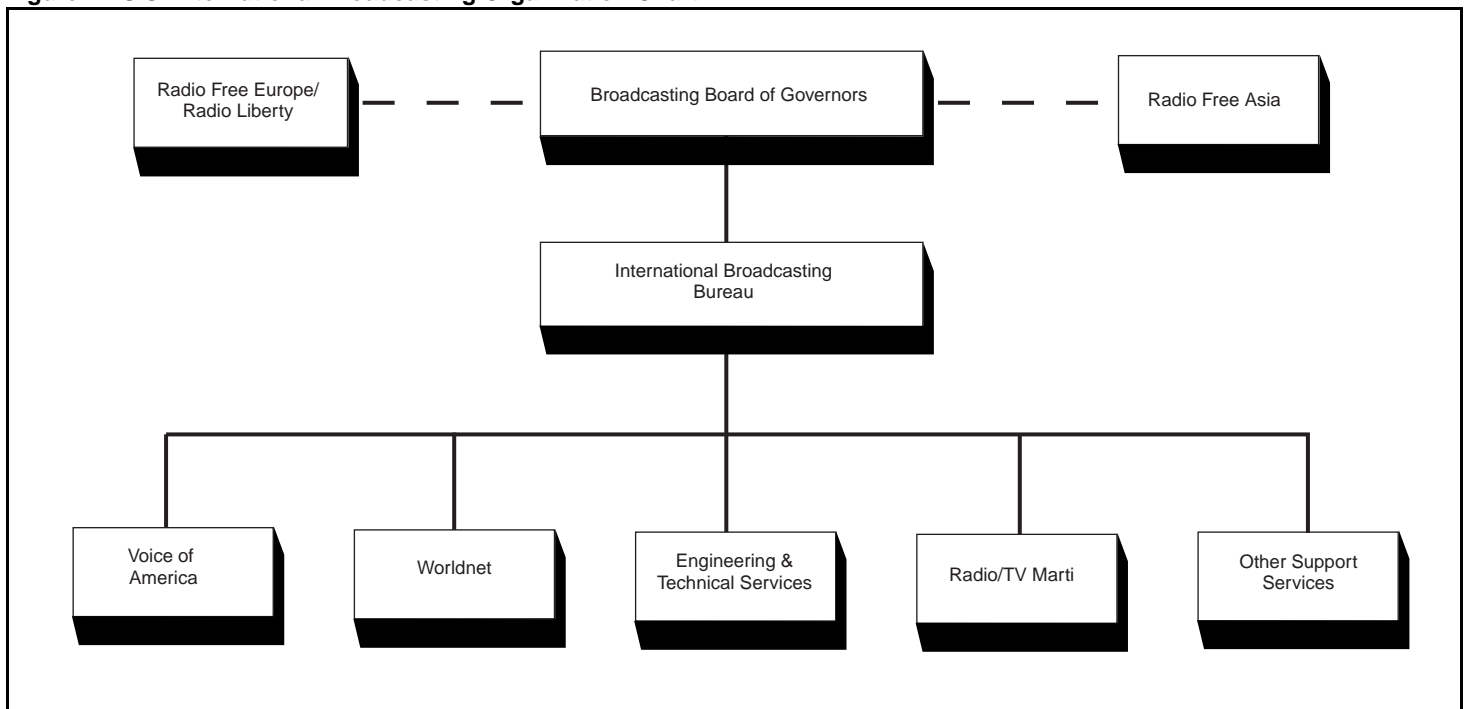 Radio Free Europe/
Radio Liberty
Broadcasting Board of Governors
Radio Free Asia
International Broadcasting
Bureau
Voice of
America
Worldnet
Engineering &
Technical Services
Radio/TV Marti
Other Support
Services